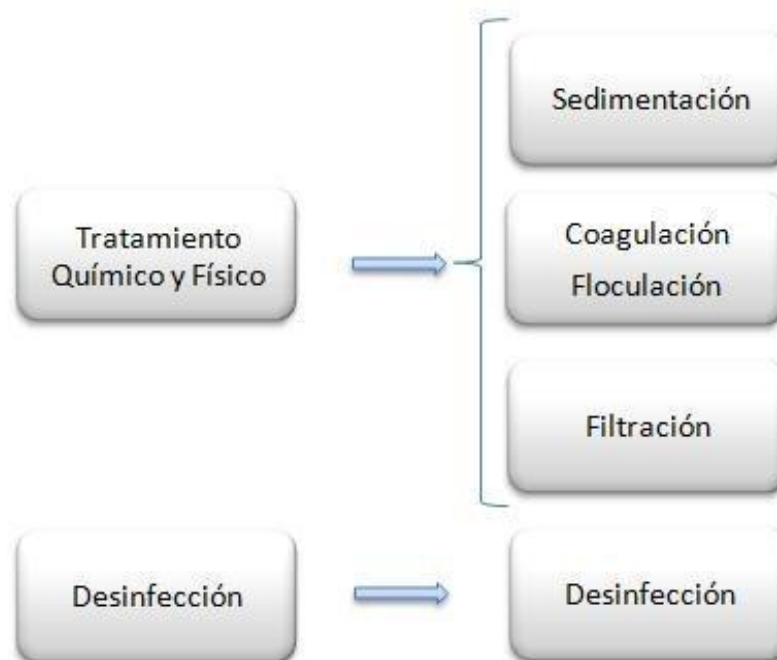 Sedimentación
Tratamiento
Químico y Físico
Coagulación
Floculación
Filtración
Desinfección
Desinfección